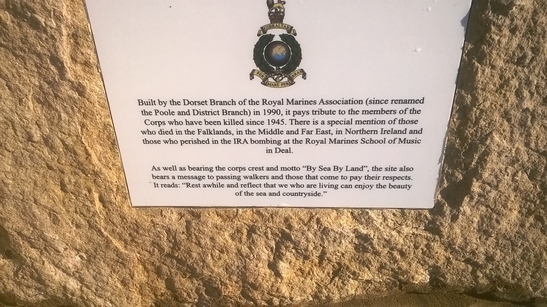 Built by the Dorset Branch of the Royal Marines Association (since renamed
the Poole and District Branch) in 1990, it pays tribute to the members of the
Corps who have been killed since 1945. There is a special mention of those
who died in the Falklands, in the Middle and Far East, in Northern Ireland and
those who perished in the IRA bombing at the Royal Marines School of Music
in Deal.
As well as bearing the corps crest and motto “By Sea By Land”, the site also
bears a message to passing walkers and those that come to pay their respects.
It reads: “Rest awhile and reflect that we who are living can enjoy the beauty
of the sea and countryside.”